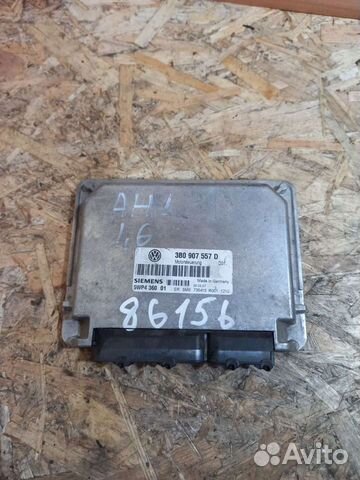 AHL
1.6
3B0 907 557 D
Motorsteuerung
SIEMENS
Made in Germany
5WP4 360 01
86156
Avito